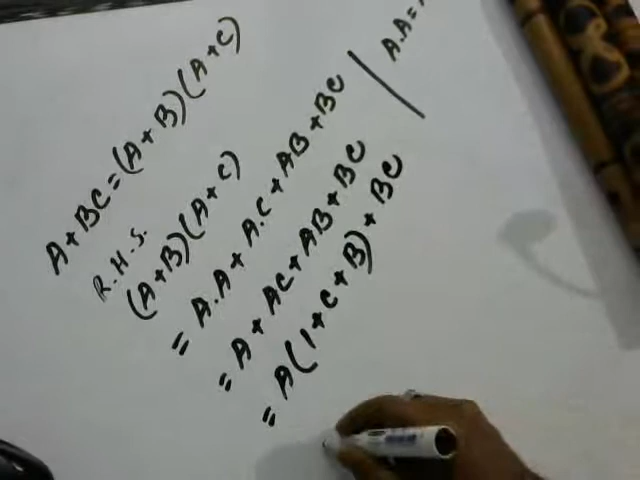 A+BC=(A+B)(A+C)
R.H.S.
(A+B)(A+C)
= A.A+A.C+AB+BC
= A+AC+AB+BC
= A(1+C+B)+BC
A.A=